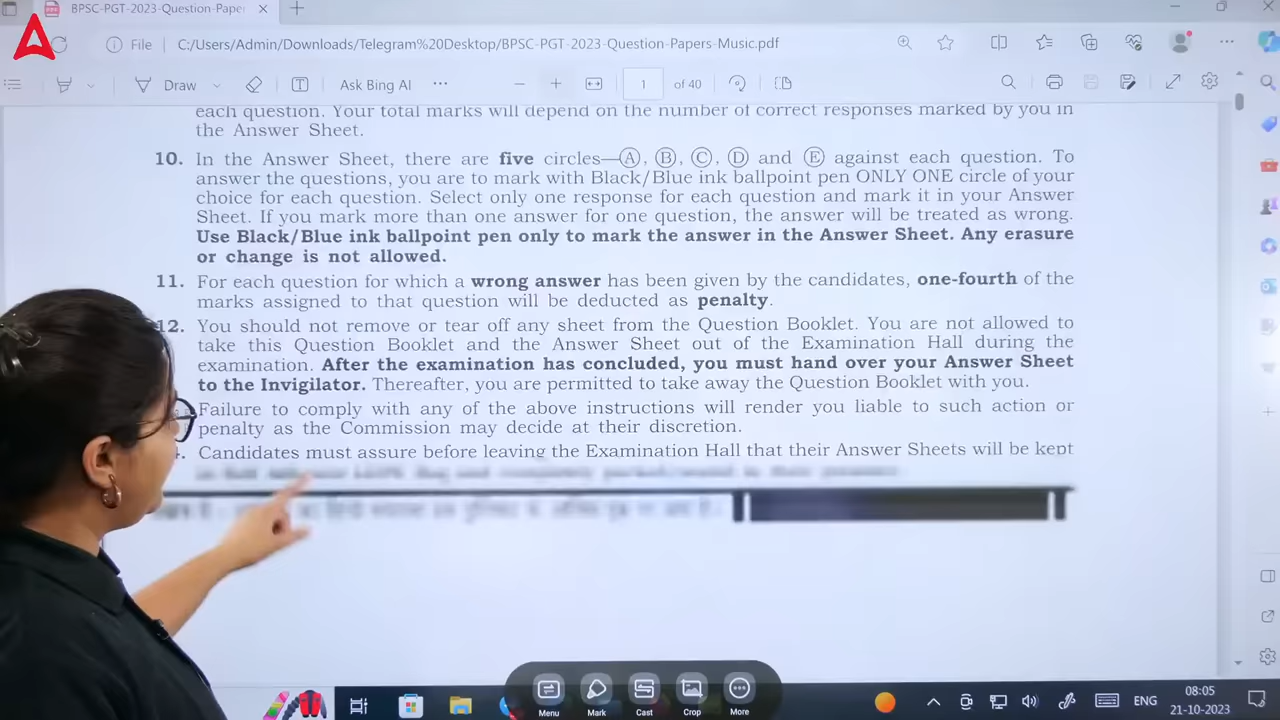 BPSC-PGT-2023-Question-Paper
File
C:/Users/Admin/Downloads/Telegram%20Desktop/BPSC-PGT-2023-Question-Papers-Music.pdf
Draw
Ask Bing AI
1
of 40
each question. Your total marks will depend on the number of correct responses marked by you in
the Answer Sheet.
10. In the Answer Sheet, there are five circles—Ⓐ, Ⓑ, Ⓒ, Ⓓ and Ⓔ against each question. To
answer the questions, you are to mark with Black/Blue ink ballpoint pen ONLY ONE circle of your
choice for each question. Select only one response for each question and mark it in your Answer
Sheet. If you mark more than one answer for one question, the answer will be treated as wrong.
Use Black/Blue ink ballpoint pen only to mark the answer in the Answer Sheet. Any erasure
or change is not allowed.
11. For each question for which a wrong answer has been given by the candidates, one-fourth of the
marks assigned to that question will be deducted as penalty.
12. You should not remove or tear off any sheet from the Question Booklet. You are not allowed to
take this Question Booklet and the Answer Sheet out of the Examination Hall during the
examination. After the examination has concluded, you must hand over your Answer Sheet
to the Invigilator. Thereafter, you are permitted to take away the Question Booklet with you.
Failure to comply with any of the above instructions will render you liable to such action or
penalty as the Commission may decide at their discretion.
Candidates must assure before leaving the Examination Hall that their Answer Sheets will be kept
Menu
Mark
Cast
Crop
More
ENG
08:05
21-10-2023